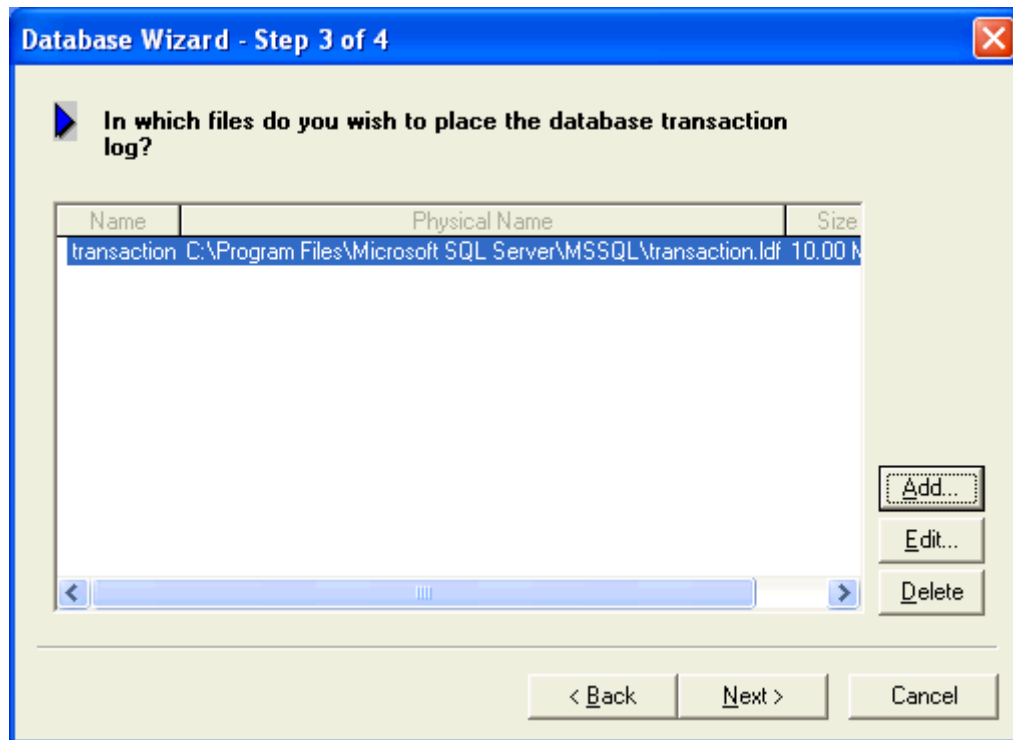 Database Wizard - Step 3 of 4
In which files do you wish to place the database transaction
log?
Name Physical Name Size
transaction C:\Program Files\Microsoft SQL Server\MSSQL\transaction.ldf 10.00 M
Add...
Edit...
Delete
< Back Next > Cancel